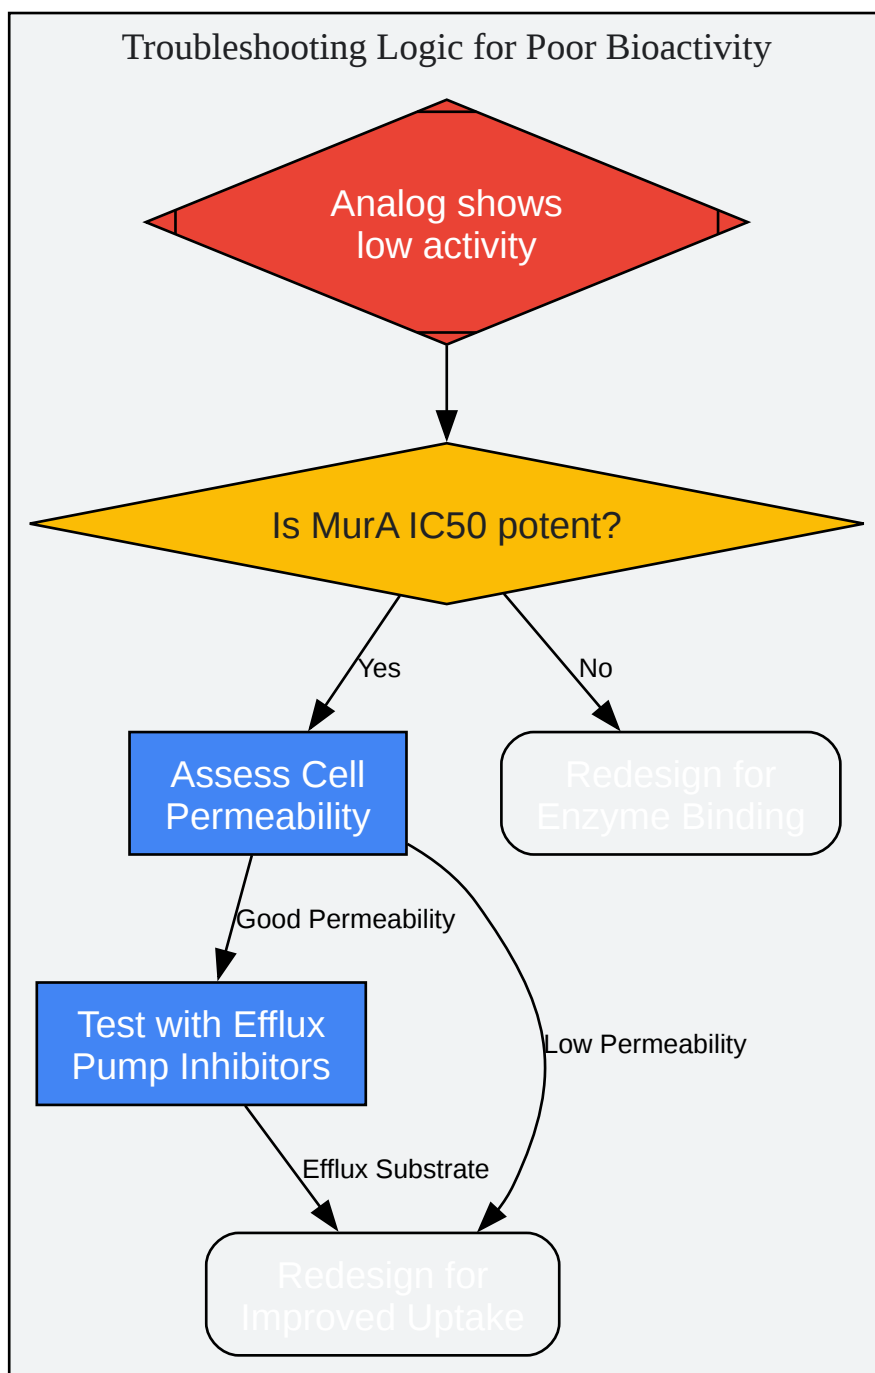 Troubleshooting Logic for Poor Bioactivity
Analog shows
low activity
Is MurA IC50 potent?
Yes
No
Assess Cell
Permeability
Redesign for
Enzyme Binding
Good Permeability
Test with Efflux
Pump Inhibitors
Low Permeability
Efflux Substrate
Redesign for
Improved Uptake